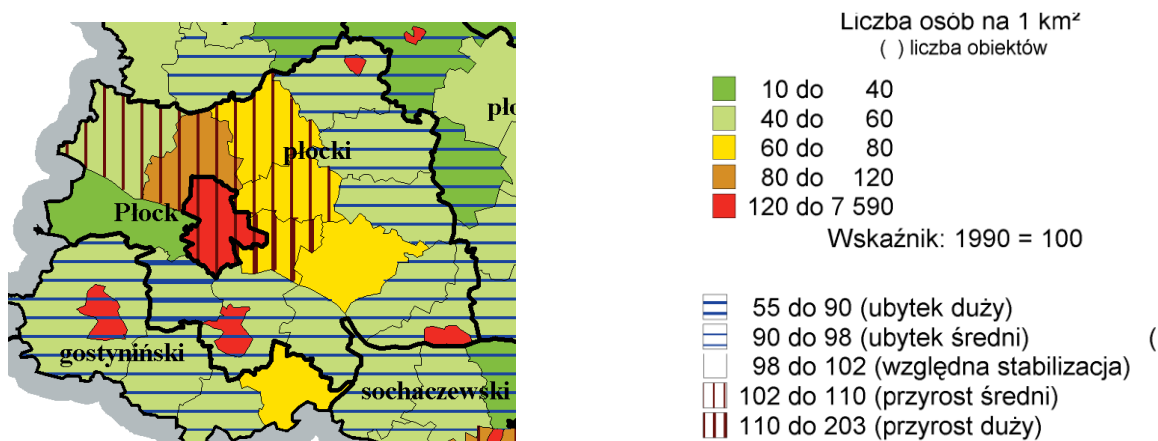 płocki
Płock
gostyniński
sochaczewski
Liczba osób na 1 km²
( ) liczba obiektów
10 do 40
40 do 60
60 do 80
80 do 120
120 do 7 590
Wskaźnik: 1990 = 100
55 do 90 (ubytek duży)
90 do 98 (ubytek średni) (
98 do 102 (względna stabilizacja)
102 do 110 (przyrost średni)
110 do 203 (przyrost duży)